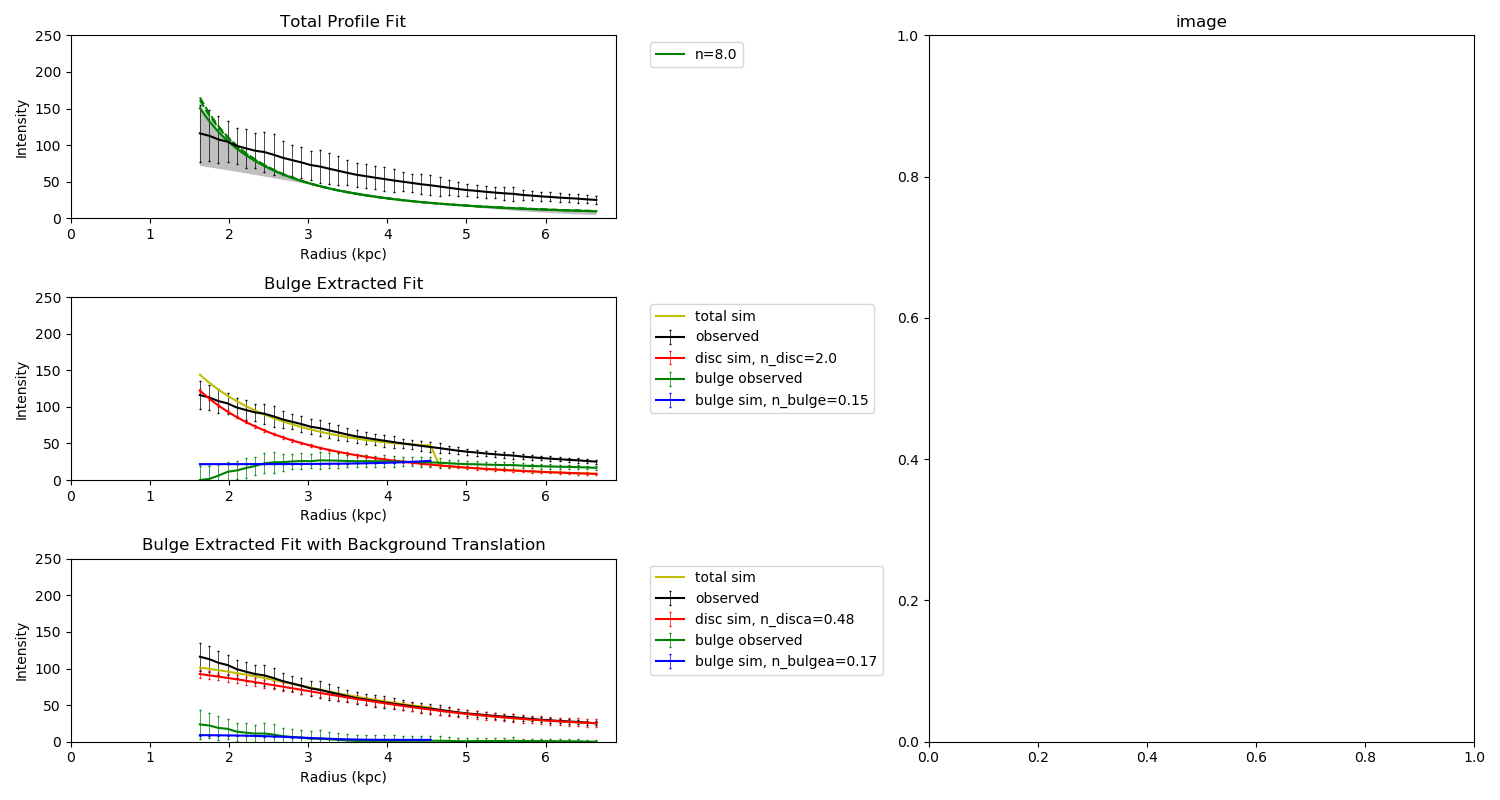 Total Profile Fit
250
200
150
100
50
0
Intensity
0 1 2 3 4 5 6
Radius (kpc)
n=8.0
Bulge Extracted Fit
250
200
150
100
50
0
Intensity
0 1 2 3 4 5 6
Radius (kpc)
total sim
observed
disc sim, n_disc=2.0
bulge observed
bulge sim, n_bulge=0.15
Bulge Extracted Fit with Background Translation
250
200
150
100
50
0
Intensity
0 1 2 3 4 5 6
Radius (kpc)
total sim
observed
disc sim, n_disca=0.48
bulge observed
bulge sim, n_bulgea=0.17
image
1.0
0.8
0.6
0.4
0.2
0.0
0.0 0.2 0.4 0.6 0.8 1.0